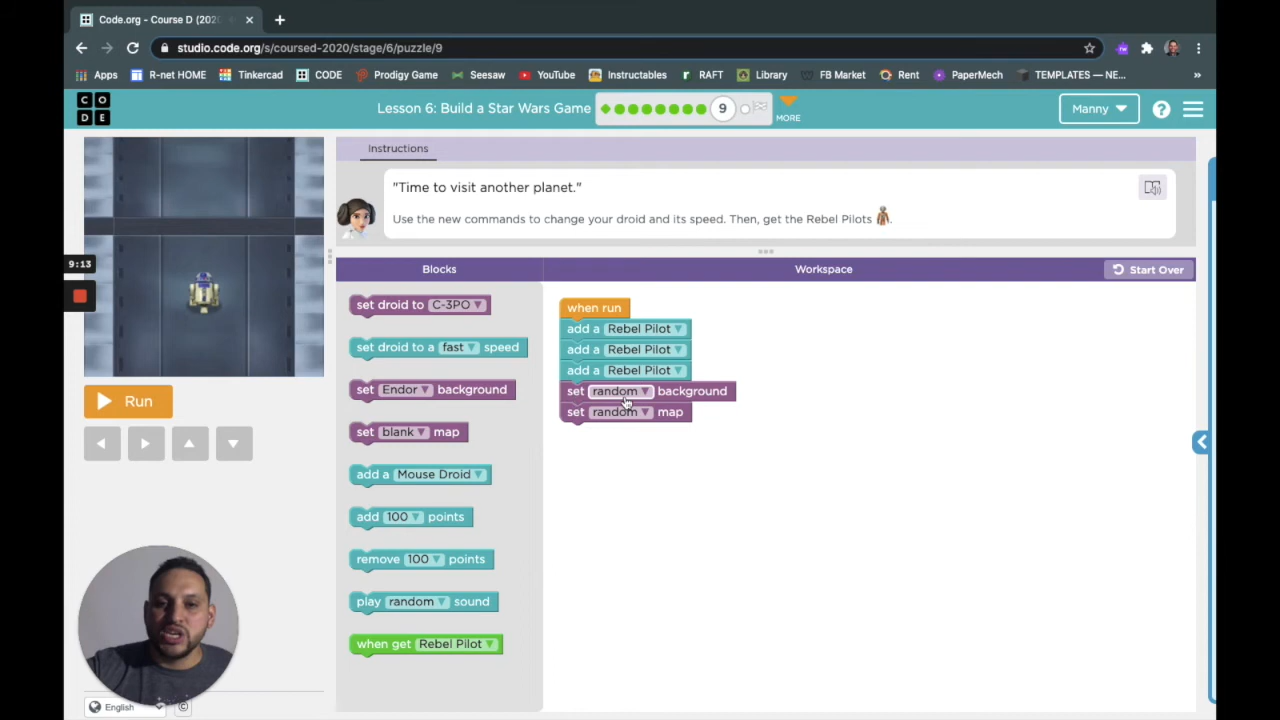 Code.org - Course D (202
studio.code.org/s/coursed-2020/stage/6/puzzle/9
Apps
R-net HOME
Tinkercad
CODE
Prodigy Game
Seesaw
YouTube
Instructables
RAFT
Library
FB Market
Rent
PaperMech
TEMPLATES — NE...
»
C O
D E
Lesson 6: Build a Star Wars Game
9
MORE
Manny
?
Instructions
"Time to visit another planet."
Use the new commands to change your droid and its speed. Then, get the Rebel Pilots .
9:13
Blocks
Workspace
Start Over
set droid to C-3PO
set droid to a fast speed
set Endor background
set blank map
add a Mouse Droid
add 100 points
remove 100 points
play random sound
when get Rebel Pilot
when run
add a Rebel Pilot
add a Rebel Pilot
add a Rebel Pilot
set random background
set random map
Run
English
©